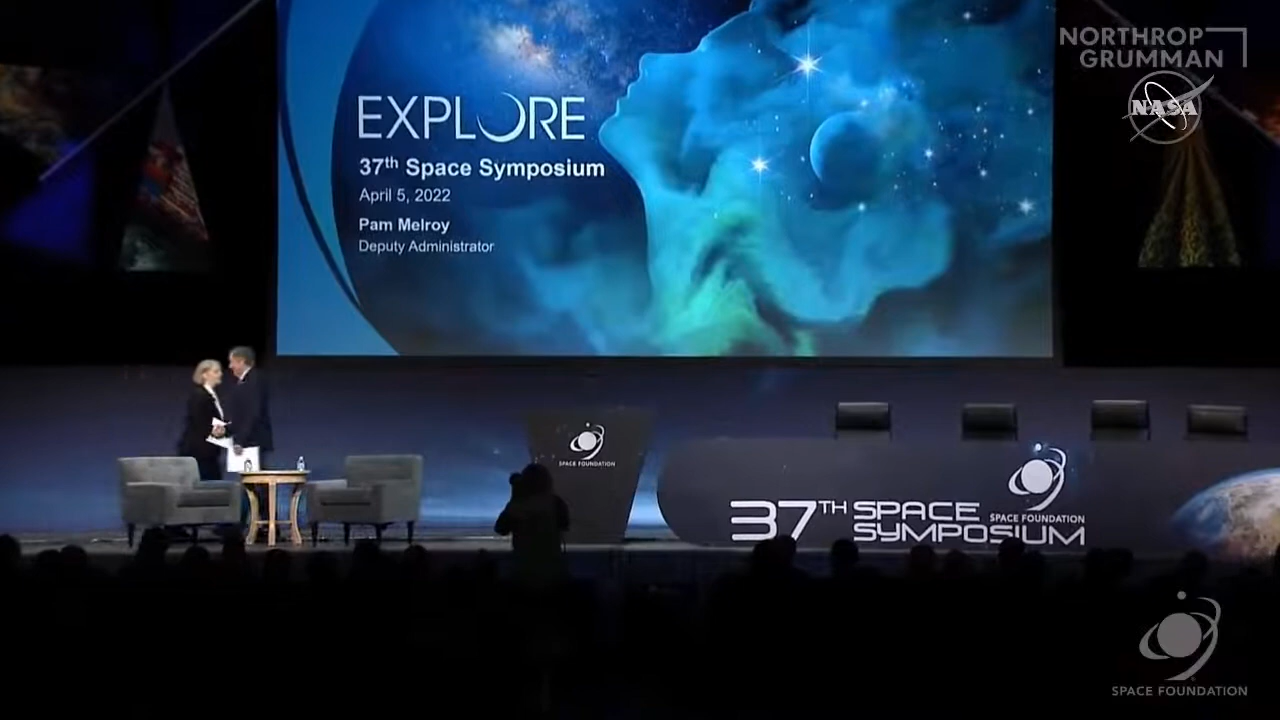 NORTHROP
GRUMMAN
NASA
EXPLORE
37th Space Symposium
April 5, 2022
Pam Melroy
Deputy Administrator
SPACE FOUNDATION
37TH SPACE
SYMPOSIUM
SPACE FOUNDATION
SPACE FOUNDATION